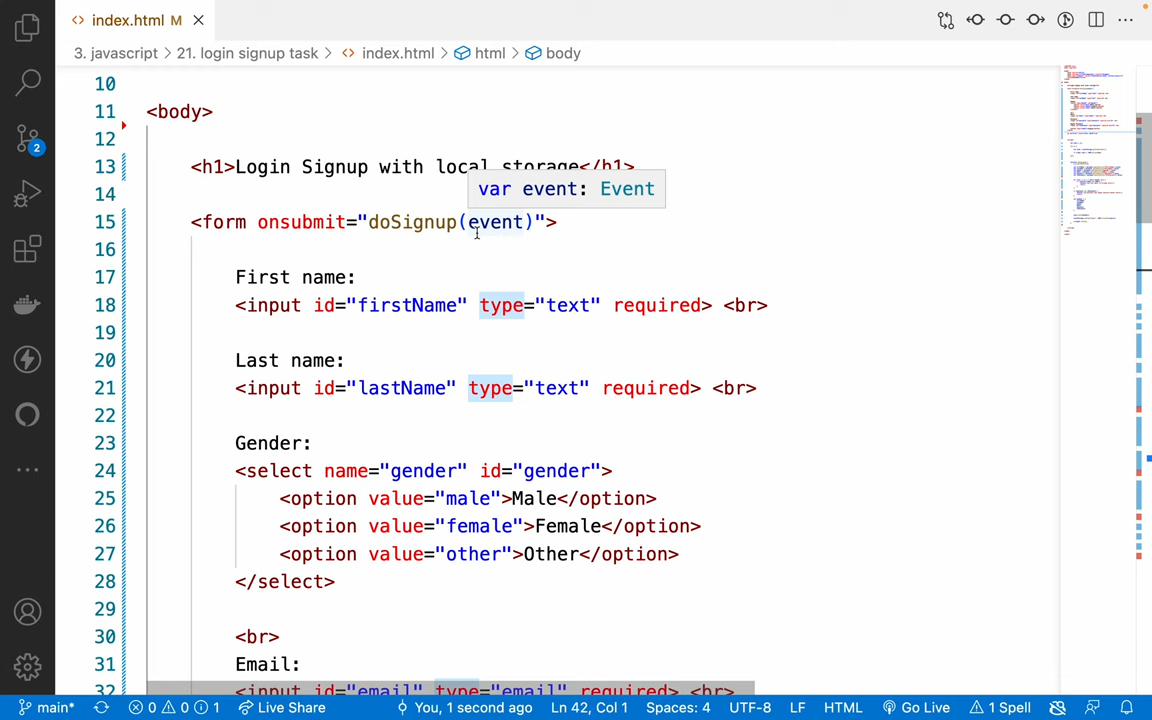 index.html M
3. javascript > 21. login signup task > index.html > html > body
10
11 <body>
12
13 <h1>Login Signup with local storage</h1>
var event: Event
14
15 <form onsubmit="doSignup(event)">
16
17 First name:
18 <input id="firstName" type="text" required> <br>
19
20 Last name:
21 <input id="lastName" type="text" required> <br>
22
23 Gender:
24 <select name="gender" id="gender">
25 <option value="male">Male</option>
26 <option value="female">Female</option>
27 <option value="other">Other</option>
28 </select>
29
30 <br>
31 Email:
32 <input id="email" type="email" required> <br>
2
main* 0 0 1 Live Share You, 1 second ago Ln 42, Col 1 Spaces: 4 UTF-8 LF HTML Go Live 1 Spell